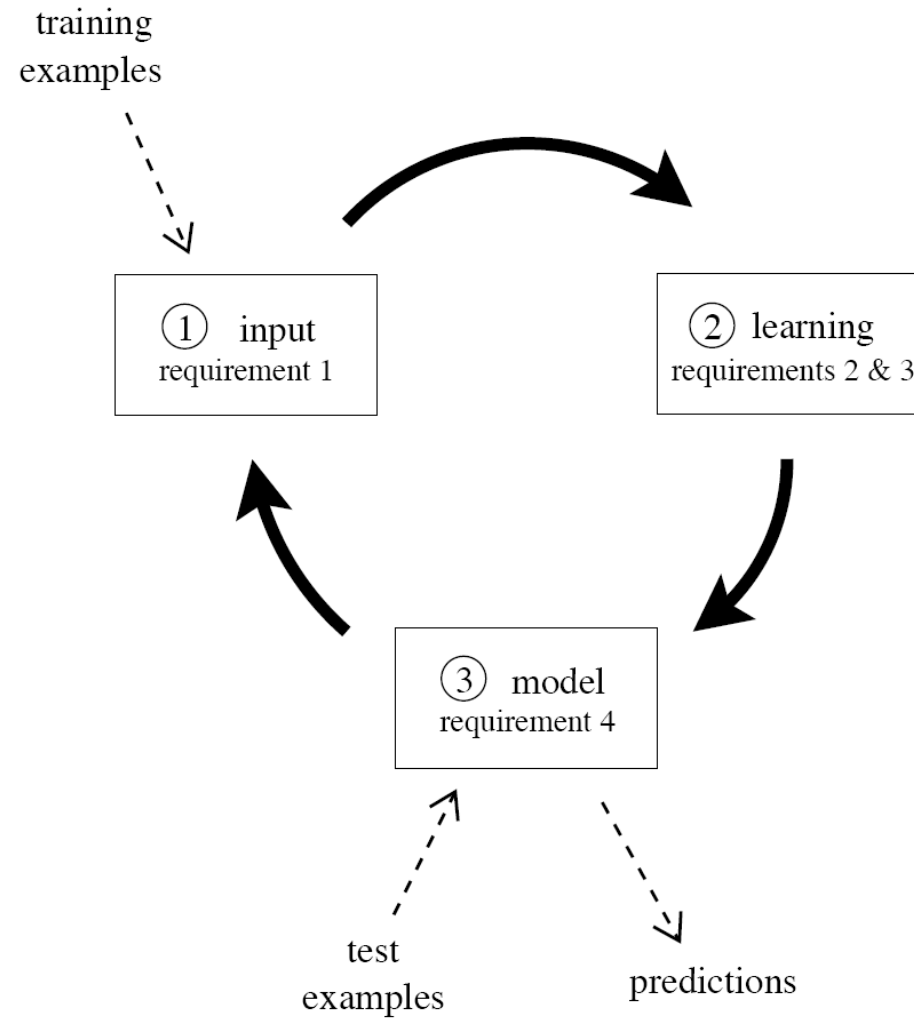 training
examples
① input
requirement 1
② learning
requirements 2 & 3
③ model
requirement 4
test
examples
predictions